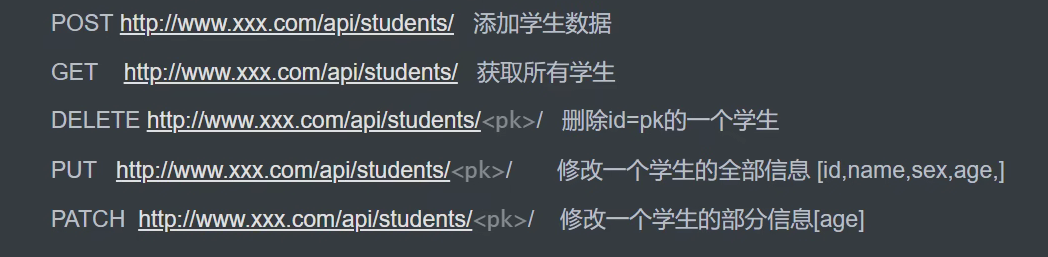 POST http://www.xxx.com/api/students/ 添加学生数据
GET http://www.xxx.com/api/students/ 获取所有学生
DELETE http://www.xxx.com/api/students/<pk>/ 删除id=pk的一个学生
PUT http://www.xxx.com/api/students/<pk>/ 修改一个学生的全部信息 [id,name,sex,age,]
PATCH http://www.xxx.com/api/students/<pk>/ 修改一个学生的部分信息[age]